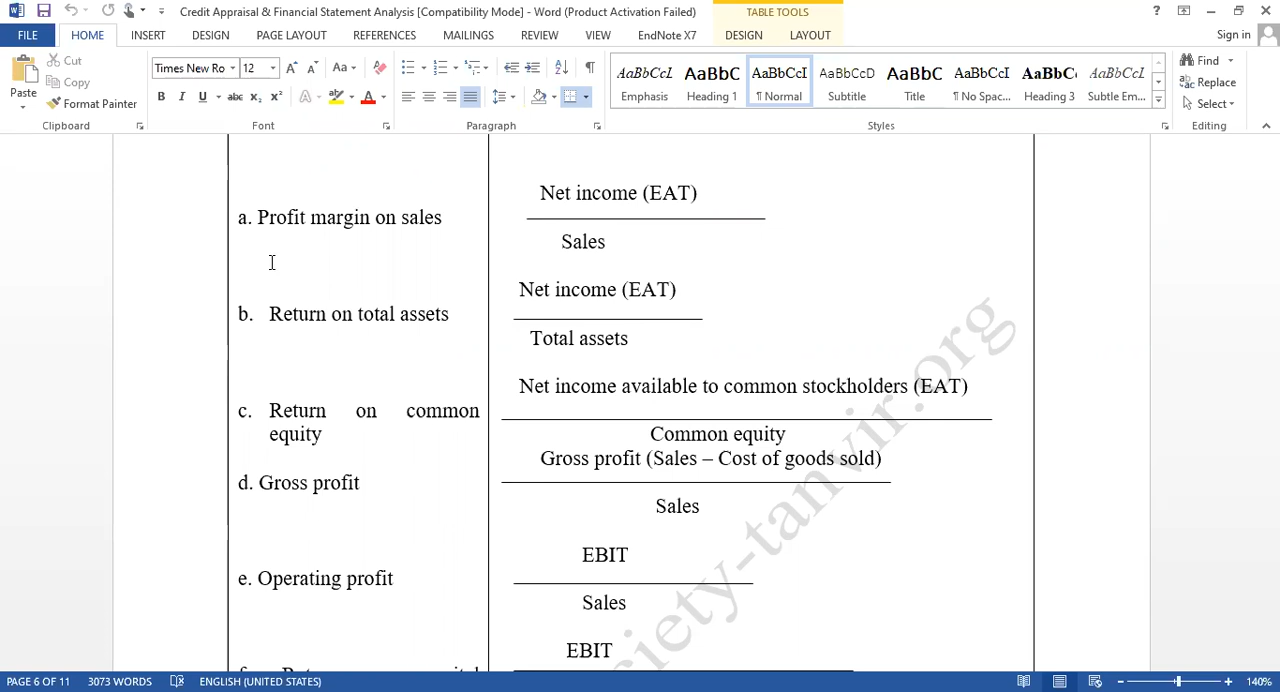 Credit Appraisal & Financial Statement Analysis [Compatibility Mode] - Word (Product Activation Failed)
TABLE TOOLS
FILE HOME INSERT DESIGN PAGE LAYOUT REFERENCES MAILINGS REVIEW VIEW EndNote X7 DESIGN LAYOUT Sign in
Paste
Cut
Copy
Format Painter
Clipboard
Times New Ro 12
Font
Paragraph
AaBbCcI AaBbC AaBbCcI AaBbCcD AaBbC AaBbCcI AaBbC AaBbCcI
Emphasis Heading 1 ¶ Normal Subtitle Title ¶ No Spac... Heading 3 Subtle Em...
Styles
Find
Replace
Select
Editing
a. Profit margin on sales
Net income (EAT)
Sales
b. Return on total assets
Net income (EAT)
Total assets
c. Return on common
equity
Net income available to common stockholders (EAT)
Common equity
d. Gross profit
Gross profit (Sales – Cost of goods sold)
Sales
e. Operating profit
EBIT
Sales
EBIT
ciety-tanvir.org
PAGE 6 OF 11 3073 WORDS ENGLISH (UNITED STATES) 140%